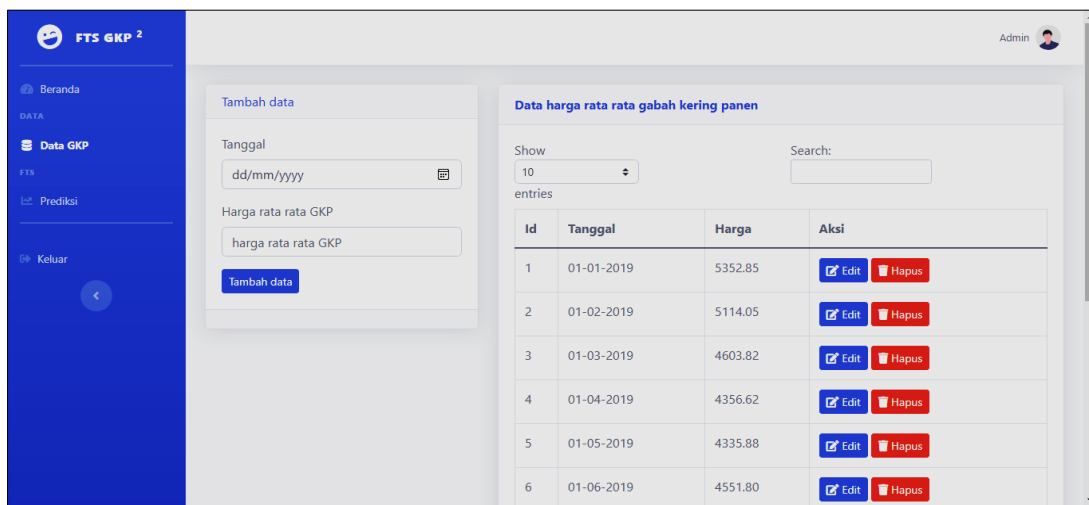 FTS GKP 2
Admin
Beranda
DATA
Data GKP
FTS
Prediksi
Keluar
Tambah data
Tanggal
dd/mm/yyyy
Harga rata rata GKP
harga rata rata GKP
Tambah data
Data harga rata rata gabah kering panen
Show Search:
10
entries
Id Tanggal Harga Aksi
1 01-01-2019 5352.85 Edit Hapus
2 01-02-2019 5114.05 Edit Hapus
3 01-03-2019 4603.82 Edit Hapus
4 01-04-2019 4356.62 Edit Hapus
5 01-05-2019 4335.88 Edit Hapus
6 01-06-2019 4551.80 Edit Hapus